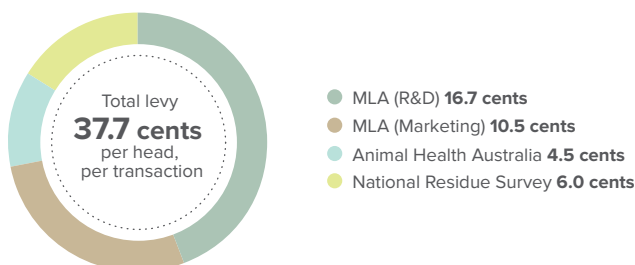 Total levy
37.7 cents
per head,
per transaction
MLA (R&D) 16.7 cents
MLA (Marketing) 10.5 cents
Animal Health Australia 4.5 cents
National Residue Survey 6.0 cents